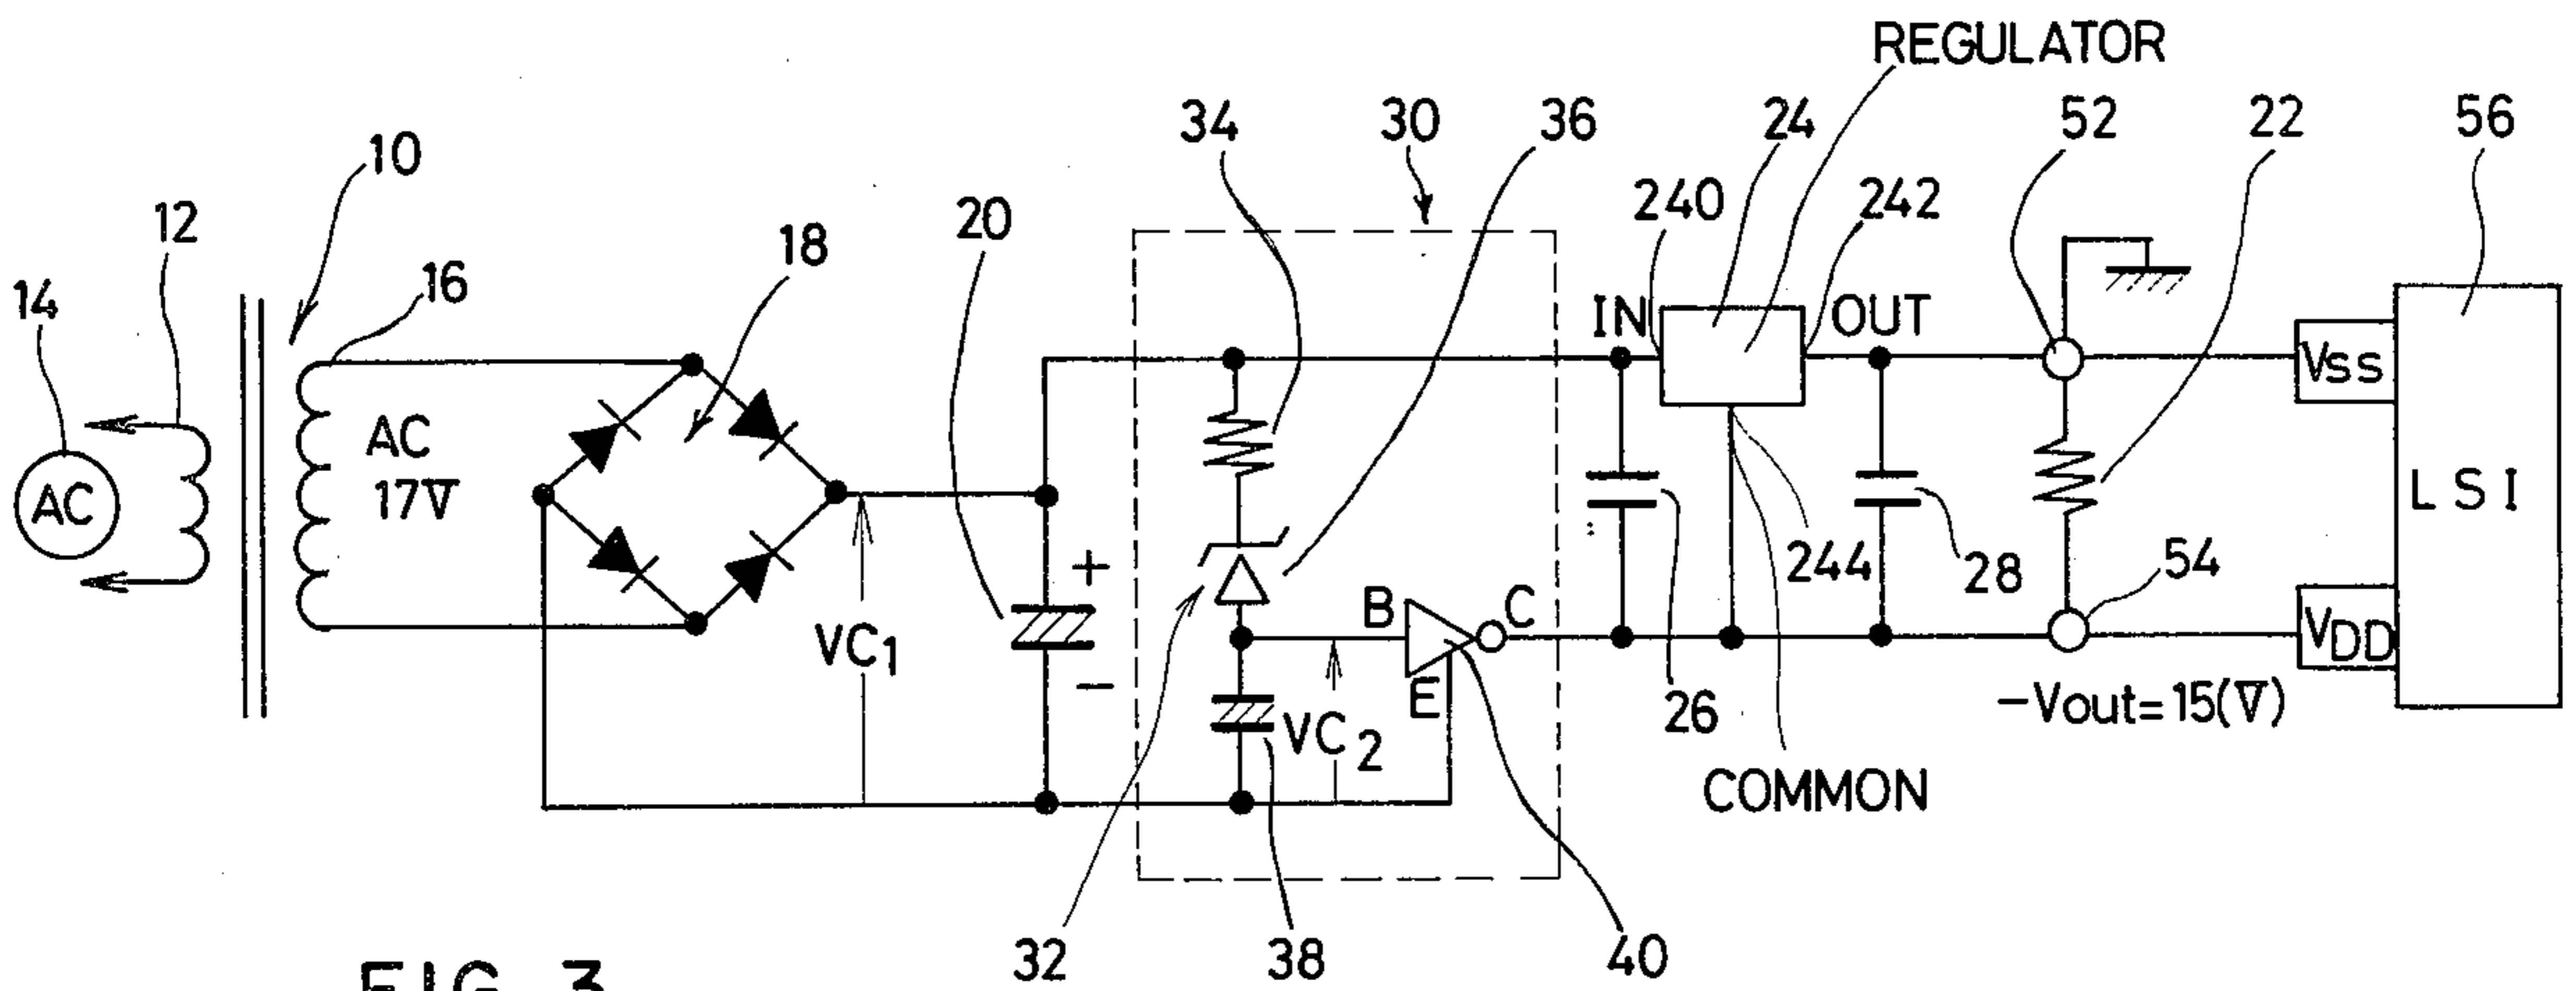 REGULATOR
34
30
36
24
52
22
56
10
12
20
240
242
18
14
16
IN
OUT
Vss
AC
17V
AC
LSI
+
244
28
54
B
C
VC1
VDD
-
E
26
-Vout=15(V)
VC2
COMMON
32
38
40
FIG. 3